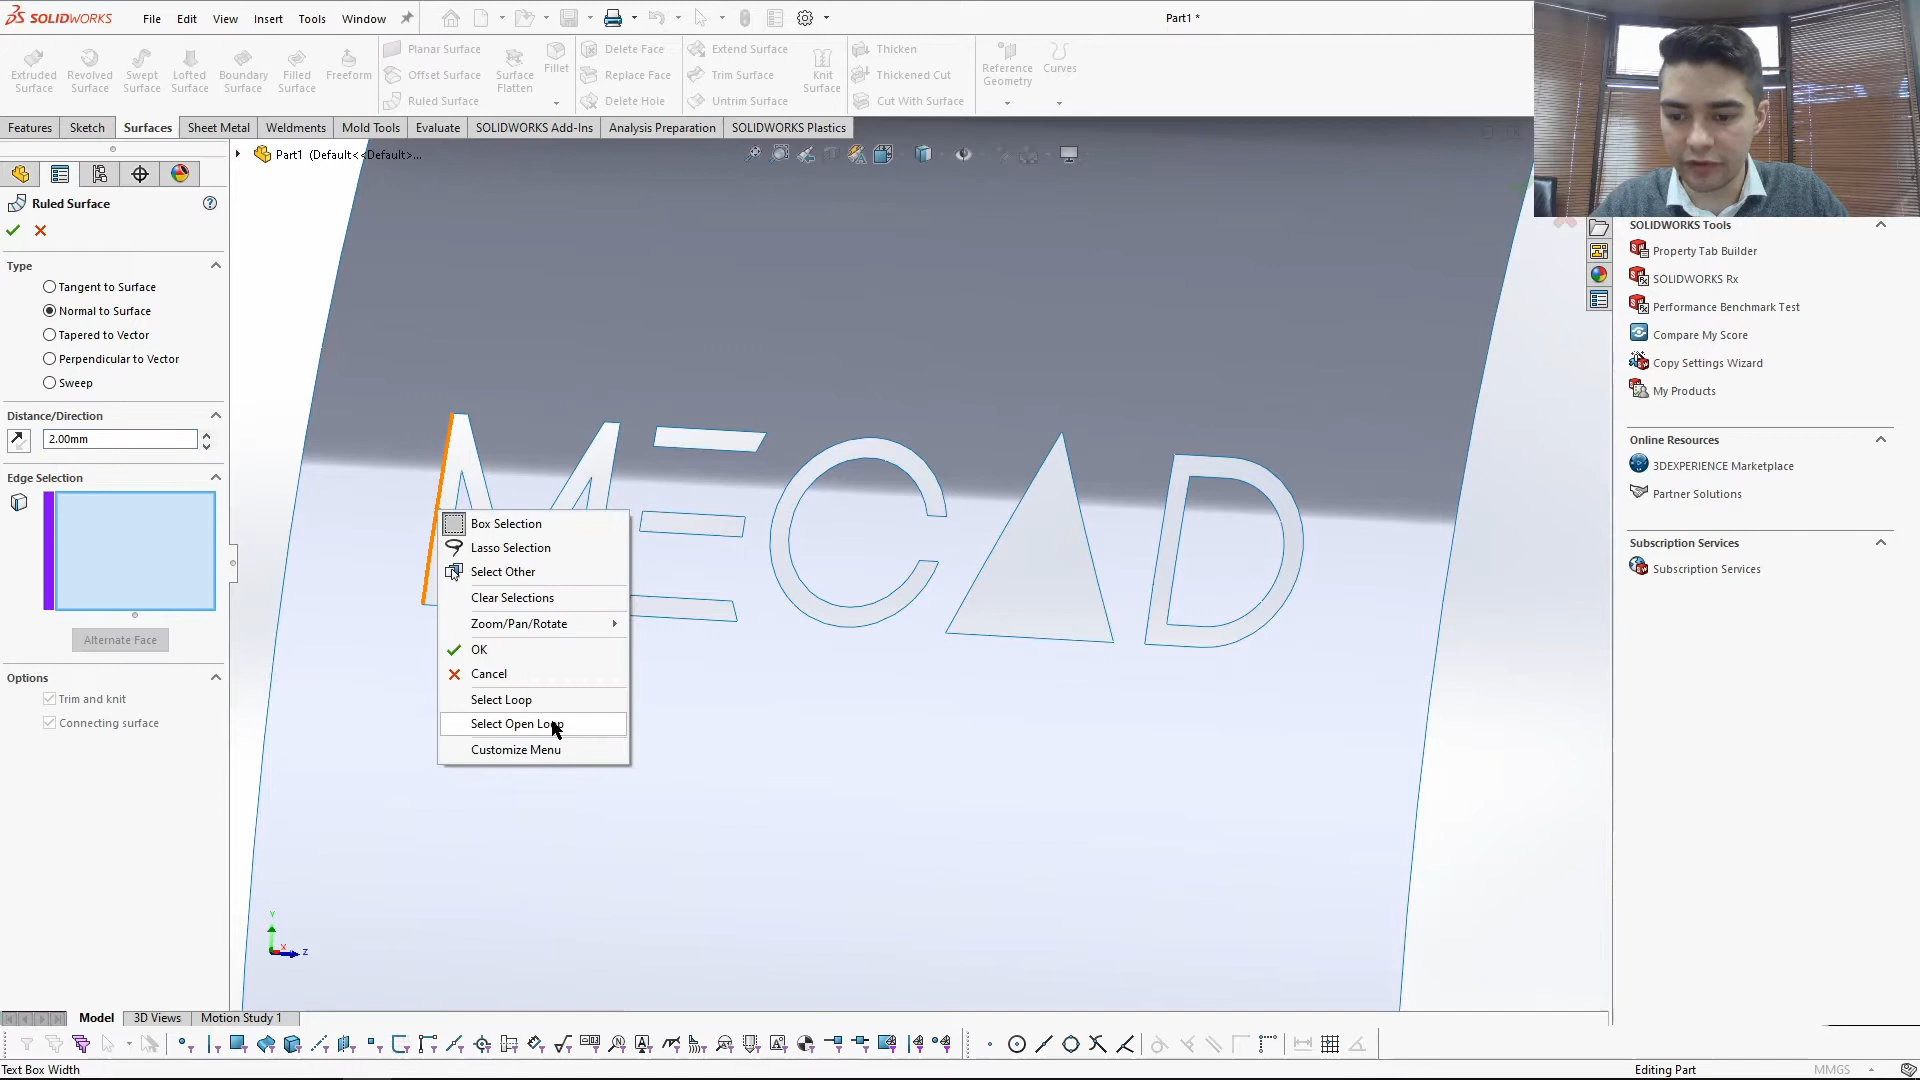 SOLIDWORKS
File
Edit
View
Insert
Tools
Window
Part1 *
Extruded Surface
Revolved Surface
Swept Surface
Lofted Surface
Boundary Surface
Filled Surface
Freeform
Planar Surface
Offset Surface
Ruled Surface
Surface Flatten
Fillet
Delete Face
Replace Face
Delete Hole
Extend Surface
Trim Surface
Untrim Surface
Knit Surface
Thicken
Thickened Cut
Cut With Surface
Reference Geometry
Curves
Features
Sketch
Surfaces
Sheet Metal
Weldments
Mold Tools
Evaluate
SOLIDWORKS Add-Ins
Analysis Preparation
SOLIDWORKS Plastics
Part1 (Default<<Default>...
Ruled Surface
Type
Tangent to Surface
Normal to Surface
Tapered to Vector
Perpendicular to Vector
Sweep
Distance/Direction
2.00mm
Edge Selection
Alternate Face
Options
Trim and knit
Connecting surface
MECAD
Box Selection
Lasso Selection
Select Other
Clear Selections
Zoom/Pan/Rotate
OK
Cancel
Select Loop
Select Open Loop
Customize Menu
Y
X
Z
SOLIDWORKS Tools
Property Tab Builder
SOLIDWORKS Rx
Performance Benchmark Test
Compare My Score
Copy Settings Wizard
My Products
Online Resources
3DEXPERIENCE Marketplace
Partner Solutions
Subscription Services
Subscription Services
Model
3D Views
Motion Study 1
Text Box Width
Editing Part
MMGS